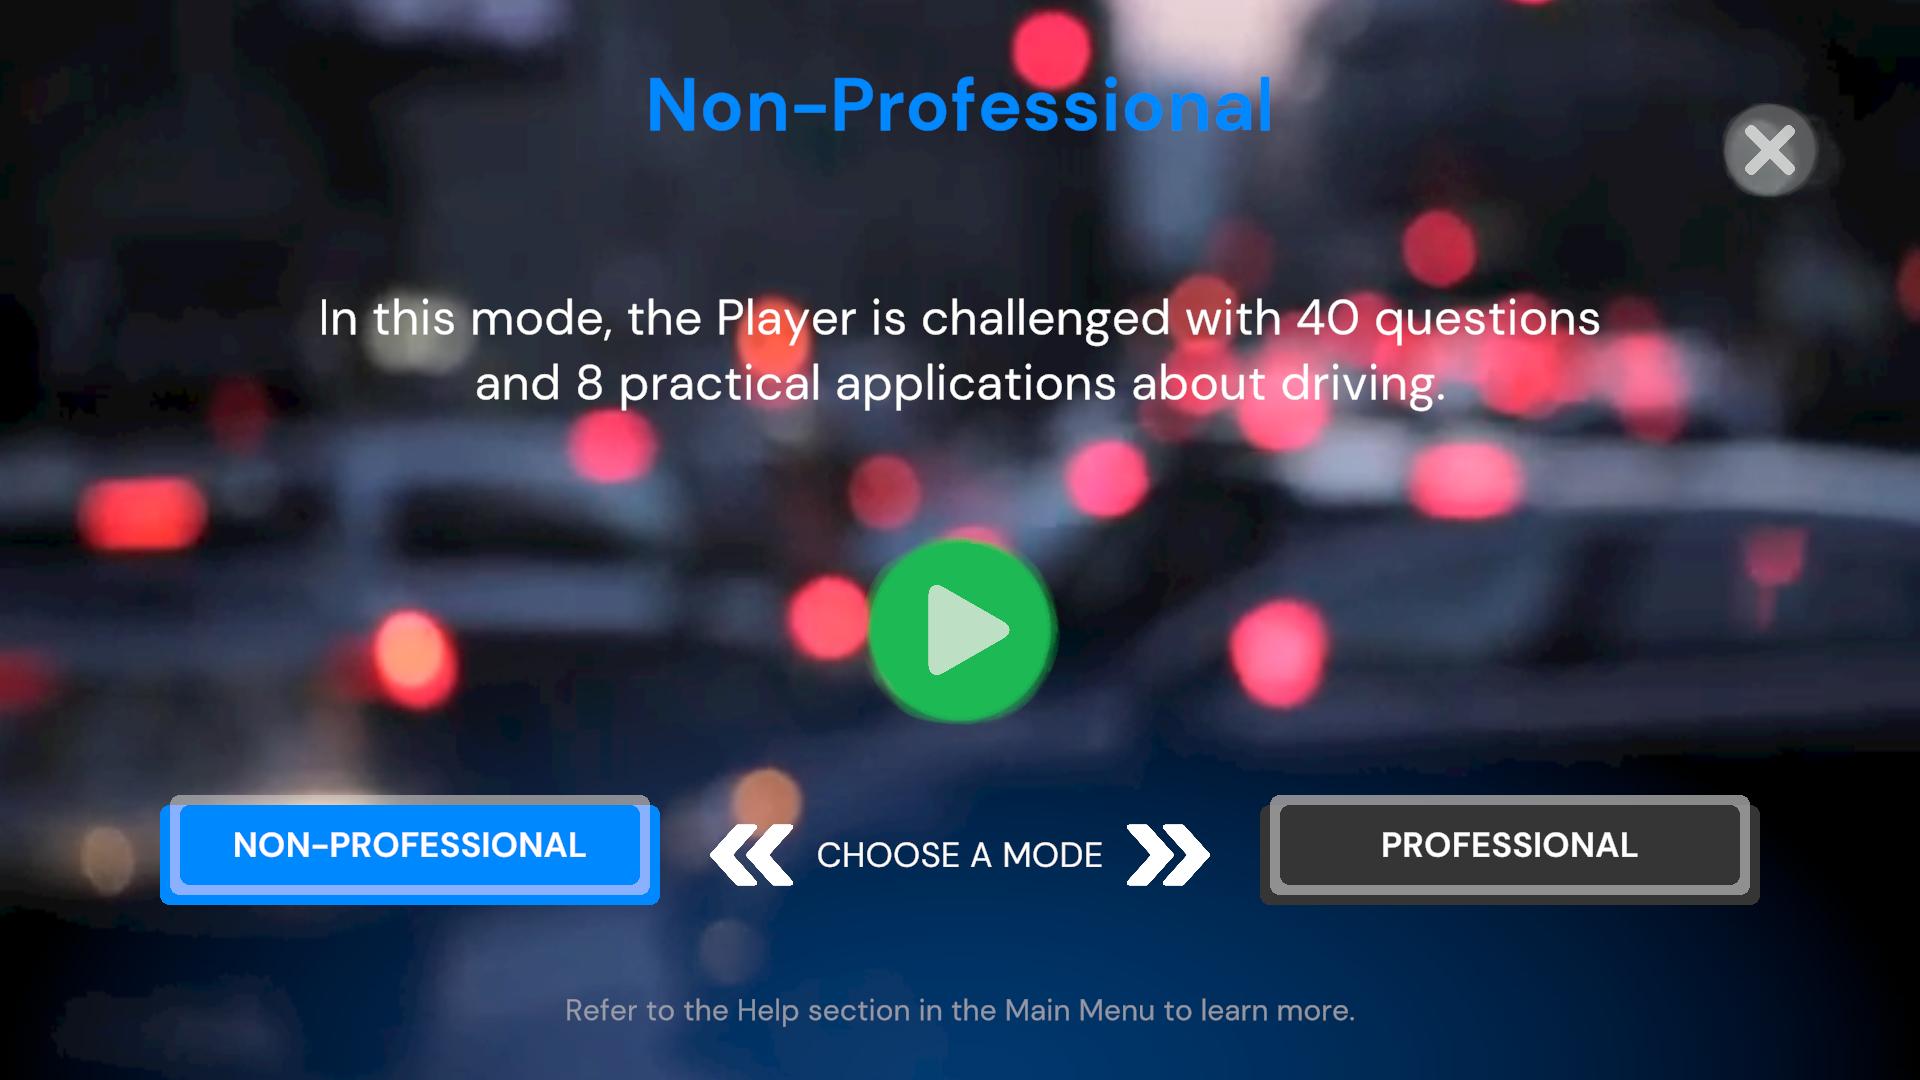 Non-Professional
In this mode, the Player is challenged with 40 questions
and 8 practical applications about driving.
NON-PROFESSIONAL
CHOOSE A MODE
PROFESSIONAL
Refer to the Help section in the Main Menu to learn more.